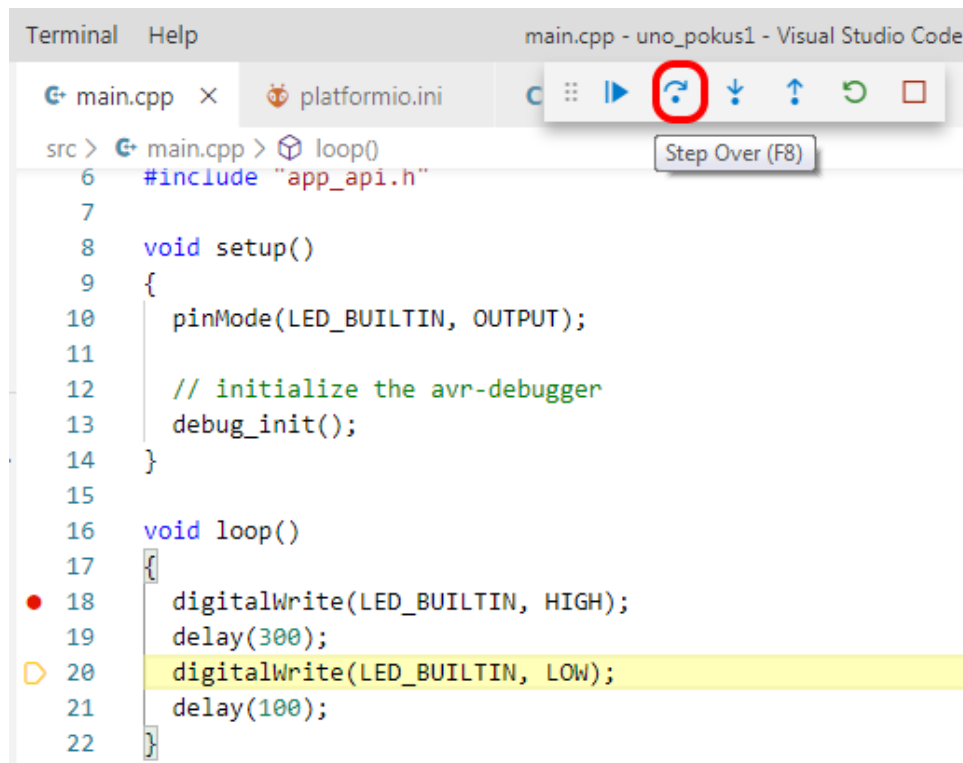 Terminal Help main.cpp - uno_pokus1 - Visual Studio Code
main.cpp × platformio.ini
src > main.cpp > loop()
Step Over (F8)
6 #include "app_api.h"
7
8 void setup()
9 {
10 pinMode(LED_BUILTIN, OUTPUT);
11
12 // initialize the avr-debugger
13 debug_init();
14 }
15
16 void loop()
17 {
18 digitalWrite(LED_BUILTIN, HIGH);
19 delay(300);
20 digitalWrite(LED_BUILTIN, LOW);
21 delay(100);
22 }